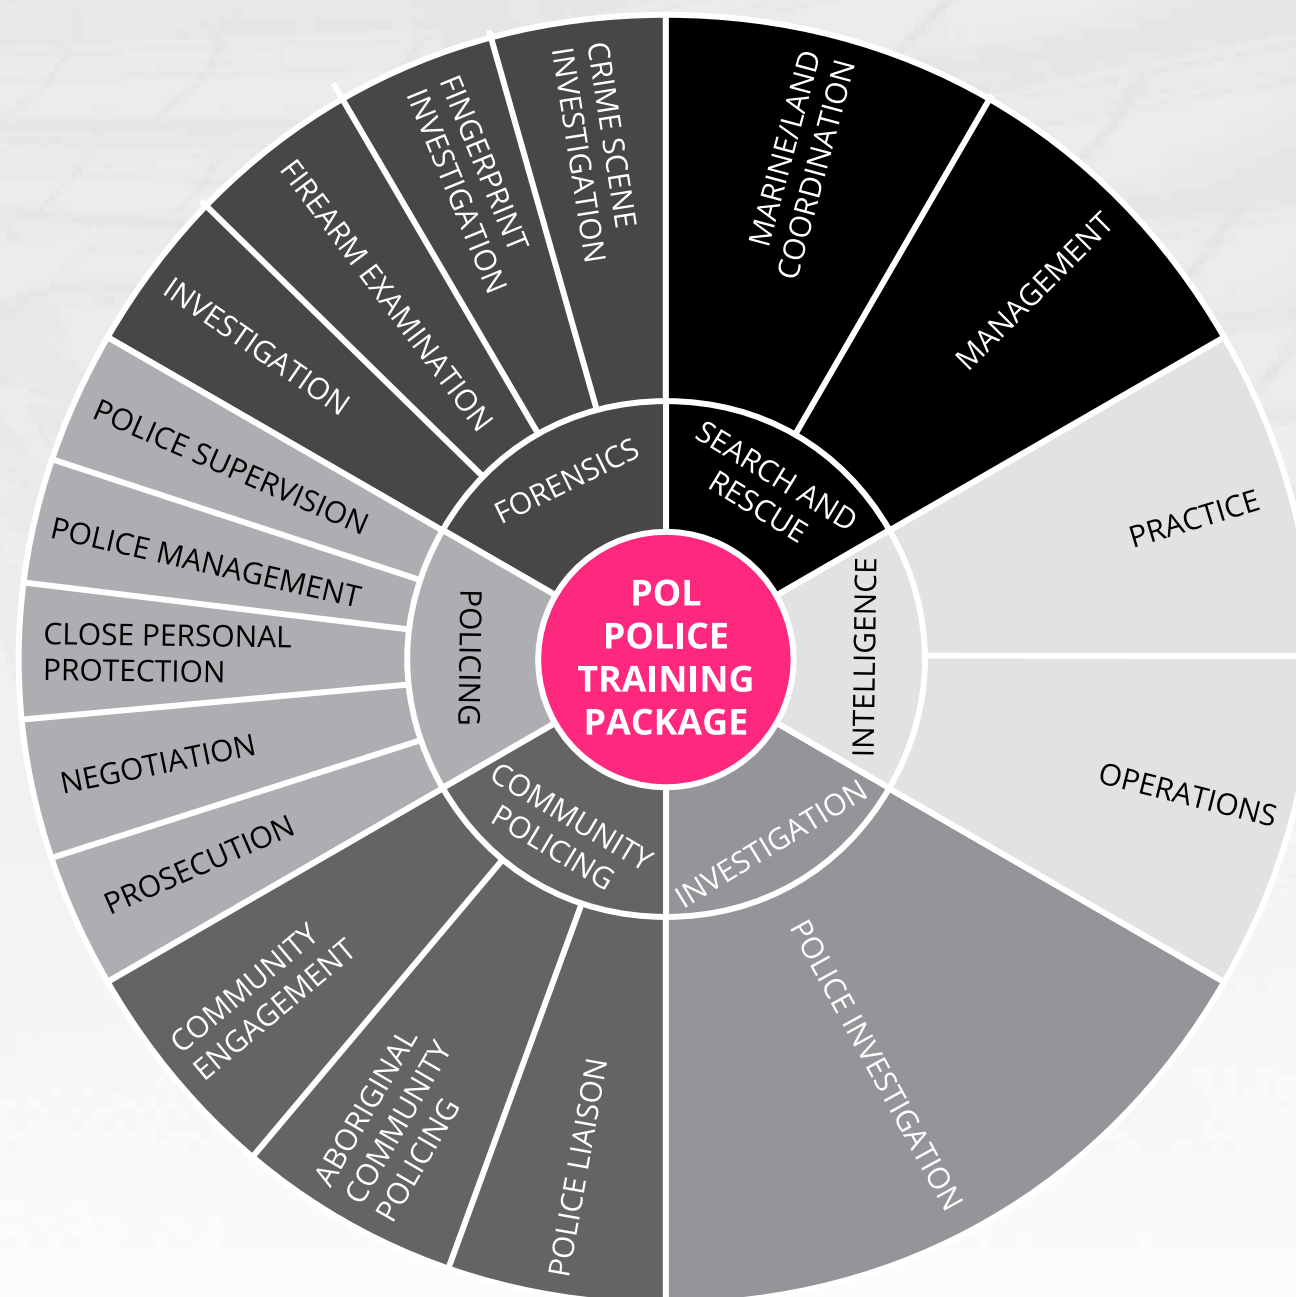 POL
POLICE
TRAINING
PACKAGE
SEARCH AND
RESCUE
MARINE/LAND
COORDINATION
MANAGEMENT
INTELLIGENCE
PRACTICE
OPERATIONS
INVESTIGATION
POLICE INVESTIGATION
COMMUNITY
POLICING
POLICE LIAISON
ABORIGINAL
COMMUNITY
POLICING
COMMUNITY
ENGAGEMENT
POLICING
PROSECUTION
NEGOTIATION
CLOSE PERSONAL
PROTECTION
POLICE MANAGEMENT
POLICE SUPERVISION
FORENSICS
INVESTIGATION
FIREARM EXAMINATION
FINGERPRINT
INVESTIGATION
CRIME SCENE
INVESTIGATION